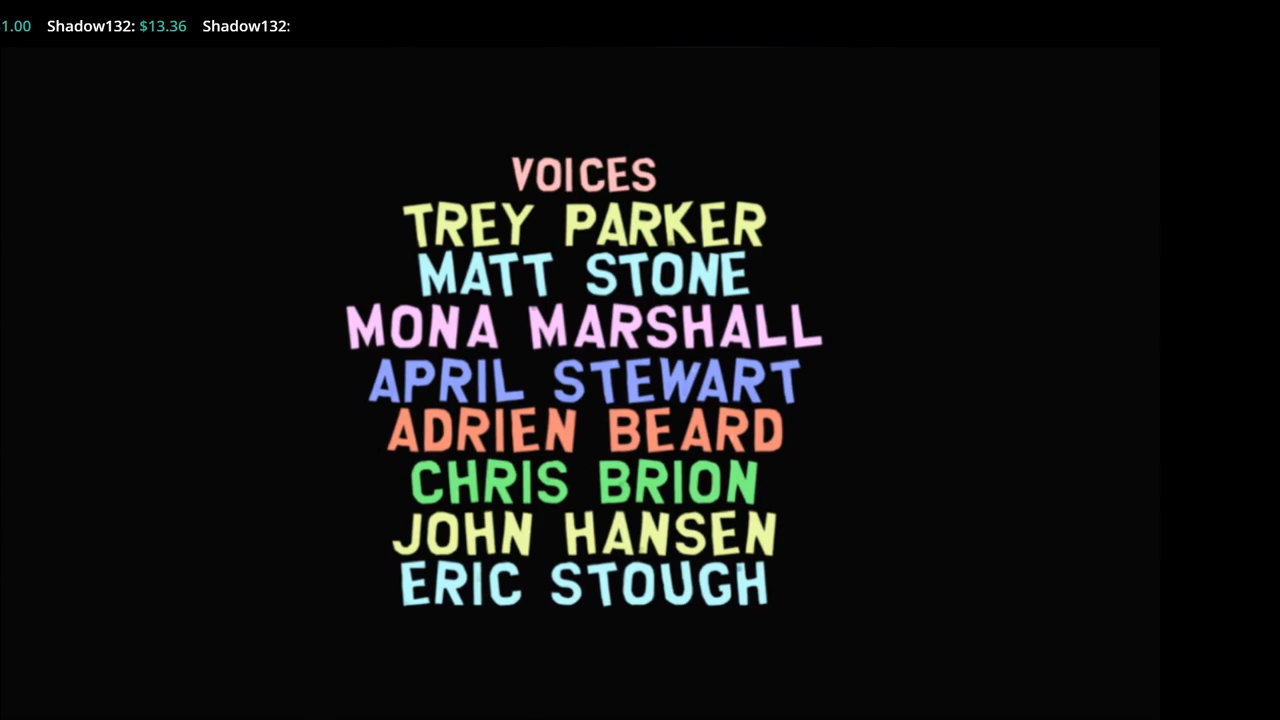 1.00 Shadow132: $13.36 Shadow132:
VOICES
TREY PARKER
MATT STONE
MONA MARSHALL
APRIL STEWART
ADRIEN BEARD
CHRIS BRION
JOHN HANSEN
ERIC STOUGH